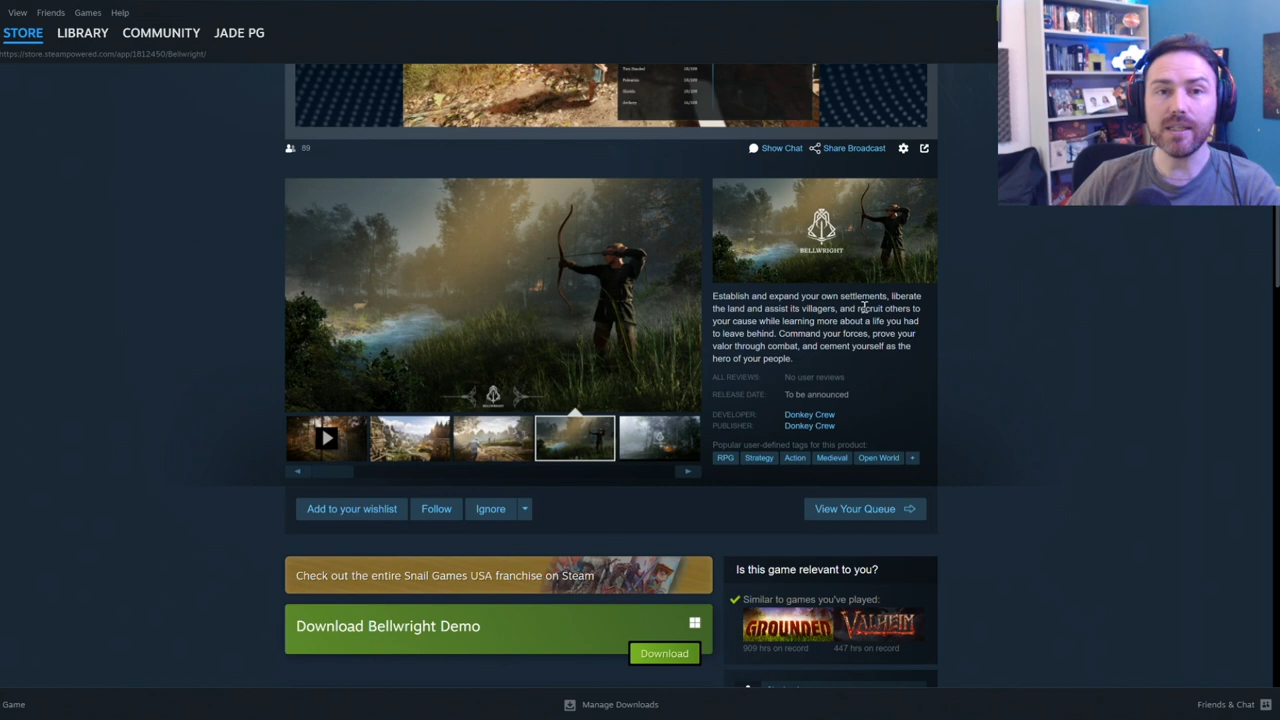 View Friends Games Help
STORE LIBRARY COMMUNITY JADE PG
https://store.steampowered.com/app/1812450/Bellwright/
89
Show Chat Share Broadcast
BELLWRIGHT
Establish and expand your own settlements, liberate
the land and assist its villagers, and recruit others to
your cause while learning more about a life you had
to leave behind. Command your forces, prove your
valor through combat, and cement yourself as the
hero of your people.
ALL REVIEWS: No user reviews
RELEASE DATE: To be announced
DEVELOPER: Donkey Crew
PUBLISHER: Donkey Crew
Popular user-defined tags for this product:
RPG Strategy Action Medieval Open World +
Add to your wishlist Follow Ignore View Your Queue
Check out the entire Snail Games USA franchise on Steam
Is this game relevant to you?
Similar to games you've played:
GROUNDED VALHEIM
909 hrs on record 447 hrs on record
Download Bellwright Demo
Download
Game Manage Downloads Friends & Chat